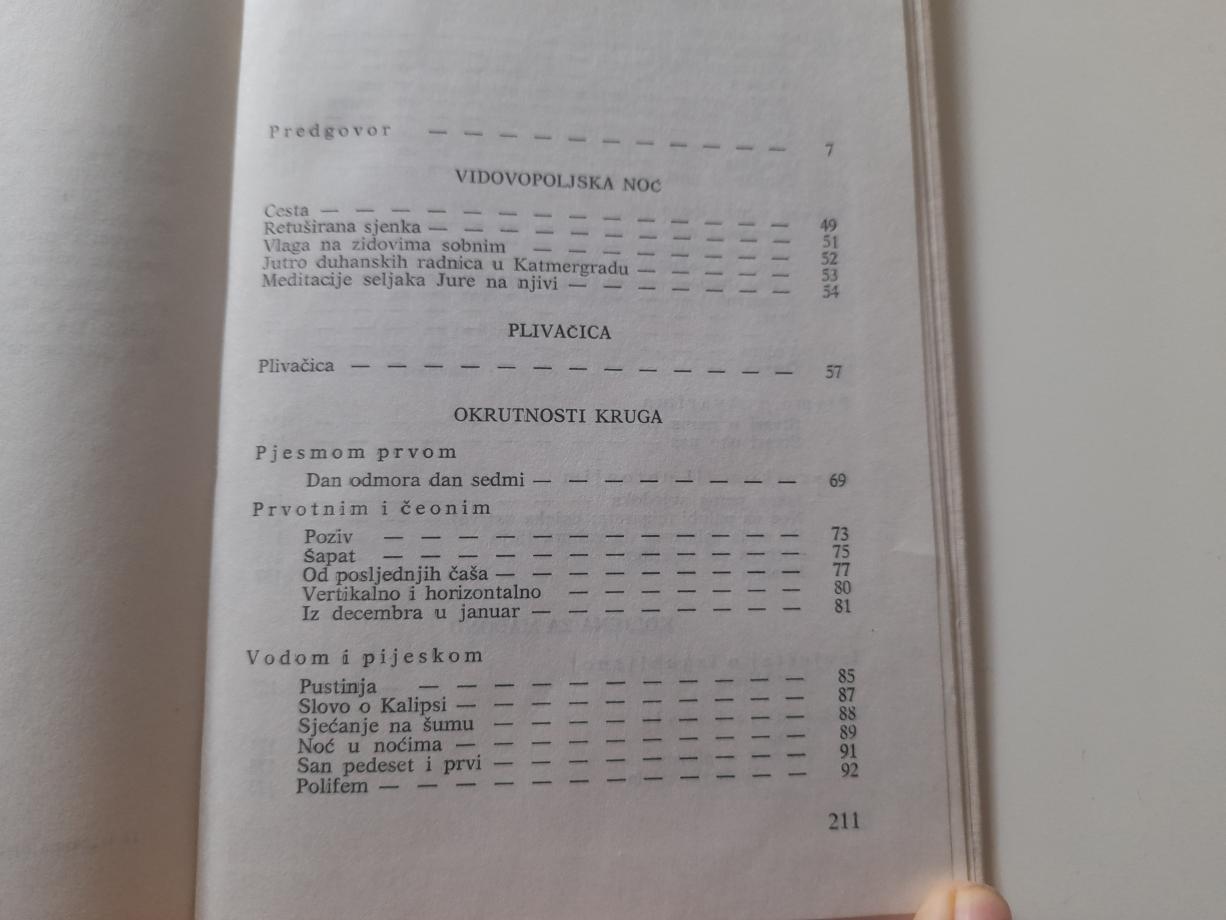 Predgovor — — — — — — — — — — — 7
VIDOVOPOLJSKA NOĆ
Cesta — — — — — — — — — — — — — — 49
Retuširana sjenka — — — — — — — — — — — 51
Vlaga na zidovima sobnim — — — — — — — — 52
Jutro duhanskih radnica u Katmergradu — — — — — 53
Meditacije seljaka Jure na njivi — — — — — — — 54
PLIVAČICA
Plivačica — — — — — — — — — — — — — 57
OKRUTNOSTI KRUGA
Pjesmom prvom
Dan odmora dan sedmi — — — — — — — — 69
Prvotnim i čeonim
Poziv — — — — — — — — — — — — 73
Šapat — — — — — — — — — — — — 75
Od posljednjih čaša — — — — — — — — — 77
Vertikalno i horizontalno — — — — — — — 80
Iz decembra u januar — — — — — — — — 81
Vodom i pijeskom
Pustinja — — — — — — — — — — — 85
Slovo o Kalipsi — — — — — — — — — — 87
Sjećanje na šumu — — — — — — — — — 88
Noć u noćima — — — — — — — — — — 89
San pedeset i prvi — — — — — — — — — 91
Polifem — — — — — — — — — — — — 92
211